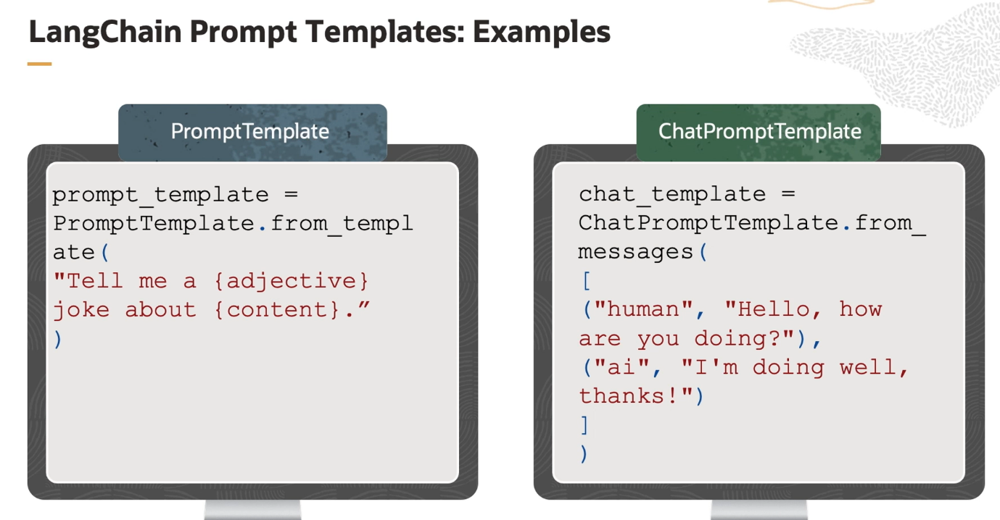 LangChain Prompt Templates: Examples
PromptTemplate
prompt_template =
PromptTemplate.from_templ
ate(
"Tell me a {adjective}
joke about {content}.”
)
ChatPromptTemplate
chat_template =
ChatPromptTemplate.from_
messages(
[
("human", "Hello, how
are you doing?"),
("ai", "I'm doing well,
thanks!")
]
)